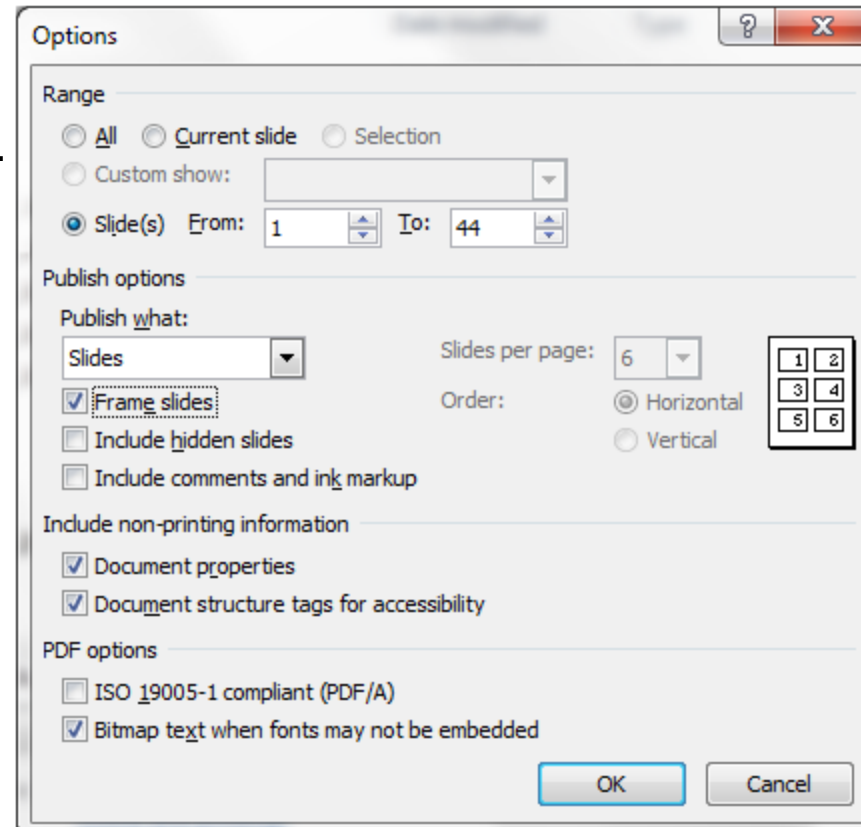 Options
Range
All Current slide Selection
Custom show:
Slide(s) From: 1 To: 44
Publish options
Publish what:
Slides Slides per page: 6
Frame slides Order: Horizontal
Include hidden slides Vertical
Include comments and ink markup
1 2
3 4
5 6
Include non-printing information
Document properties
Document structure tags for accessibility
PDF options
ISO 19005-1 compliant (PDF/A)
Bitmap text when fonts may not be embedded
OK Cancel